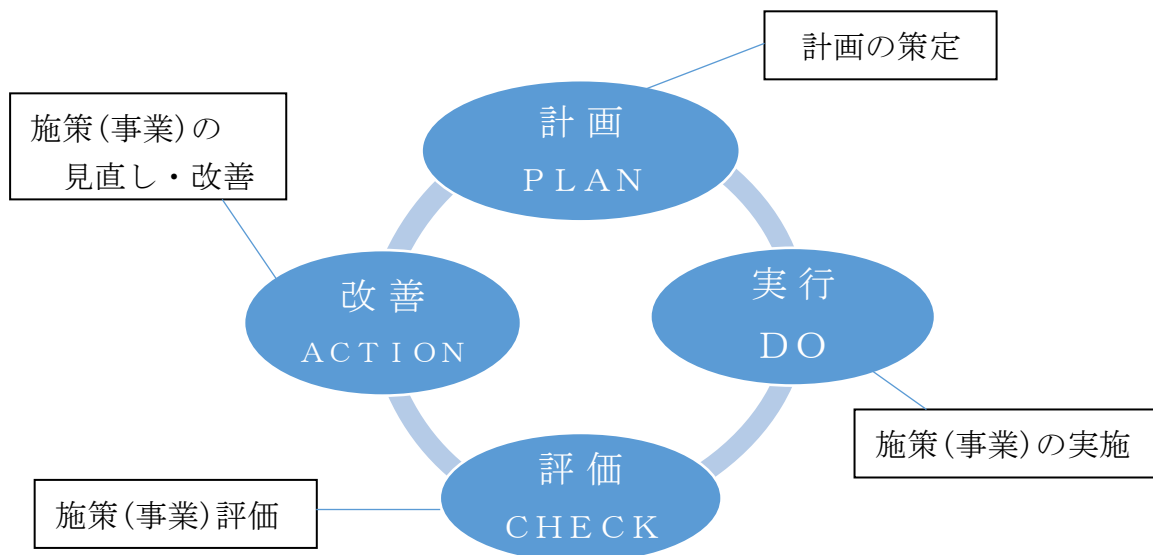 計画の策定
計画
PLAN
施策(事業)の
見直し・改善
改善
ACTION
実行
DO
施策(事業)の実施
評価
CHECK
施策(事業)評価